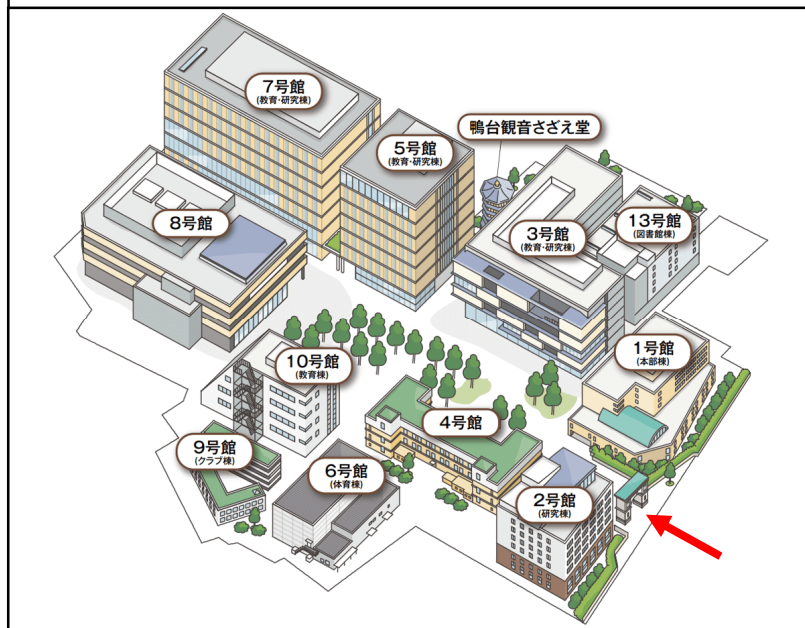 7号館
(教育・研究棟)
5号館
(教育・研究棟)
鴨台観音さざえ堂
8号館
3号館
(教育・研究棟)
13号館
(図書館棟)
1号館
(本部棟)
10号館
(教育棟)
4号館
9号館
(クラブ棟)
6号館
(体育棟)
2号館
(研究棟)